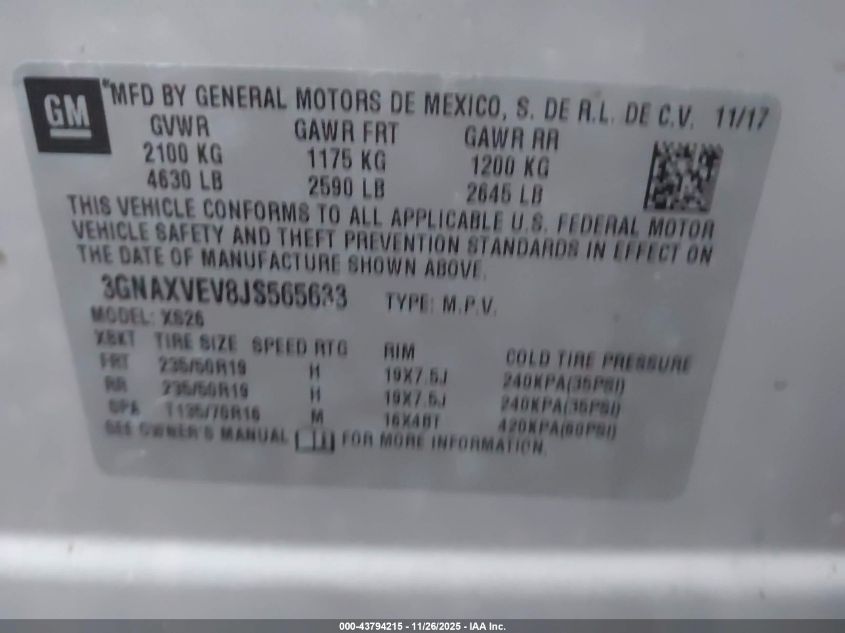 GM
*MFD BY GENERAL MOTORS DE MEXICO, S. DE R.L. DE C.V. 11/17
GVWR GAWR FRT GAWR RR
2100 KG 1175 KG 1200 KG
4630 LB 2590 LB 2645 LB
THIS VEHICLE CONFORMS TO ALL APPLICABLE U.S. FEDERAL MOTOR
VEHICLE SAFETY AND THEFT PREVENTION STANDARDS IN EFFECT ON
THE DATE OF MANUFACTURE SHOWN ABOVE.
3GNAXVEV8JS565633 TYPE: M.P.V.
MODEL: XS26
TIRE SIZE SPEED RTG RIM COLD TIRE PRESSURE
FRT 235/50R19 H 19X7.5J 240KPA(35PSI)
RR 235/50R19 H 19X7.5J 240KPA(35PSI)
SPA T135/70R16 M 16X4BT 420KPA(60PSI)
SEE OWNER'S MANUAL FOR MORE INFORMATION.
000-43794215 - 11/26/2025 - IAA Inc.